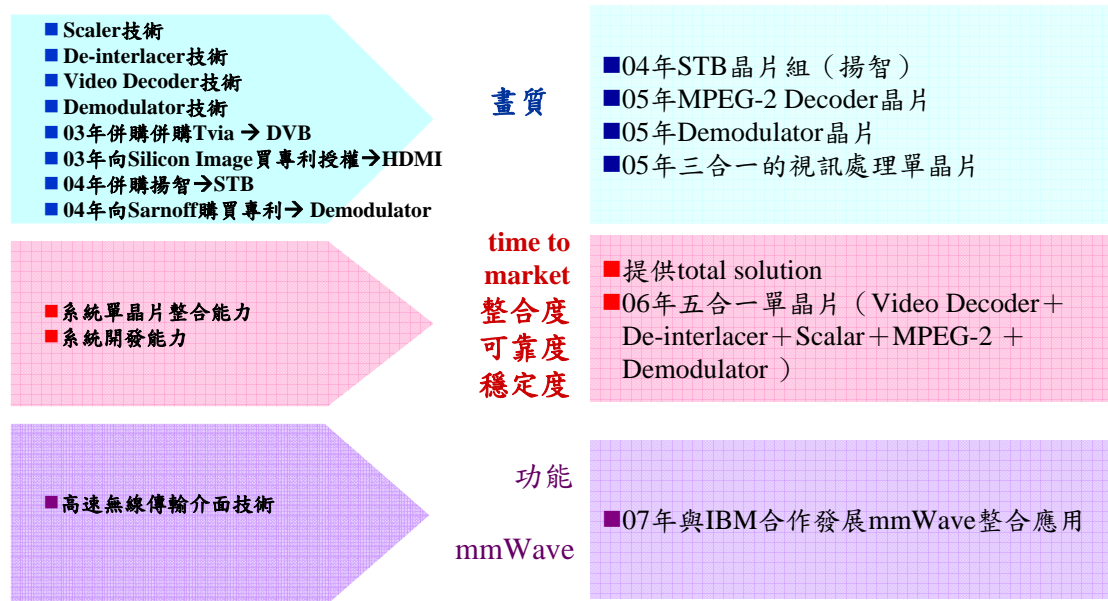 ■ Scaler技術
■ De-interlacer技術
■ Video Decoder技術
■ Demodulator技術
■ 03年併購併購Tvia → DVB
■ 03年向Silicon Image買專利授權→HDMI
■ 04年併購揚智→STB
■ 04年向Sarnoff購買專利→ Demodulator
畫質
■04年STB晶片組（揚智）
■05年MPEG-2 Decoder晶片
■05年Demodulator晶片
■05年三合一的視訊處理單晶片
■系統單晶片整合能力
■系統開發能力
time to
market
整合度
可靠度
穩定度
■提供total solution
■06年五合一單晶片（Video Decoder＋
De-interlacer＋Scalar＋MPEG-2 ＋
Demodulator ）
■高速無線傳輸介面技術
功能
mmWave
■07年與IBM合作發展mmWave整合應用